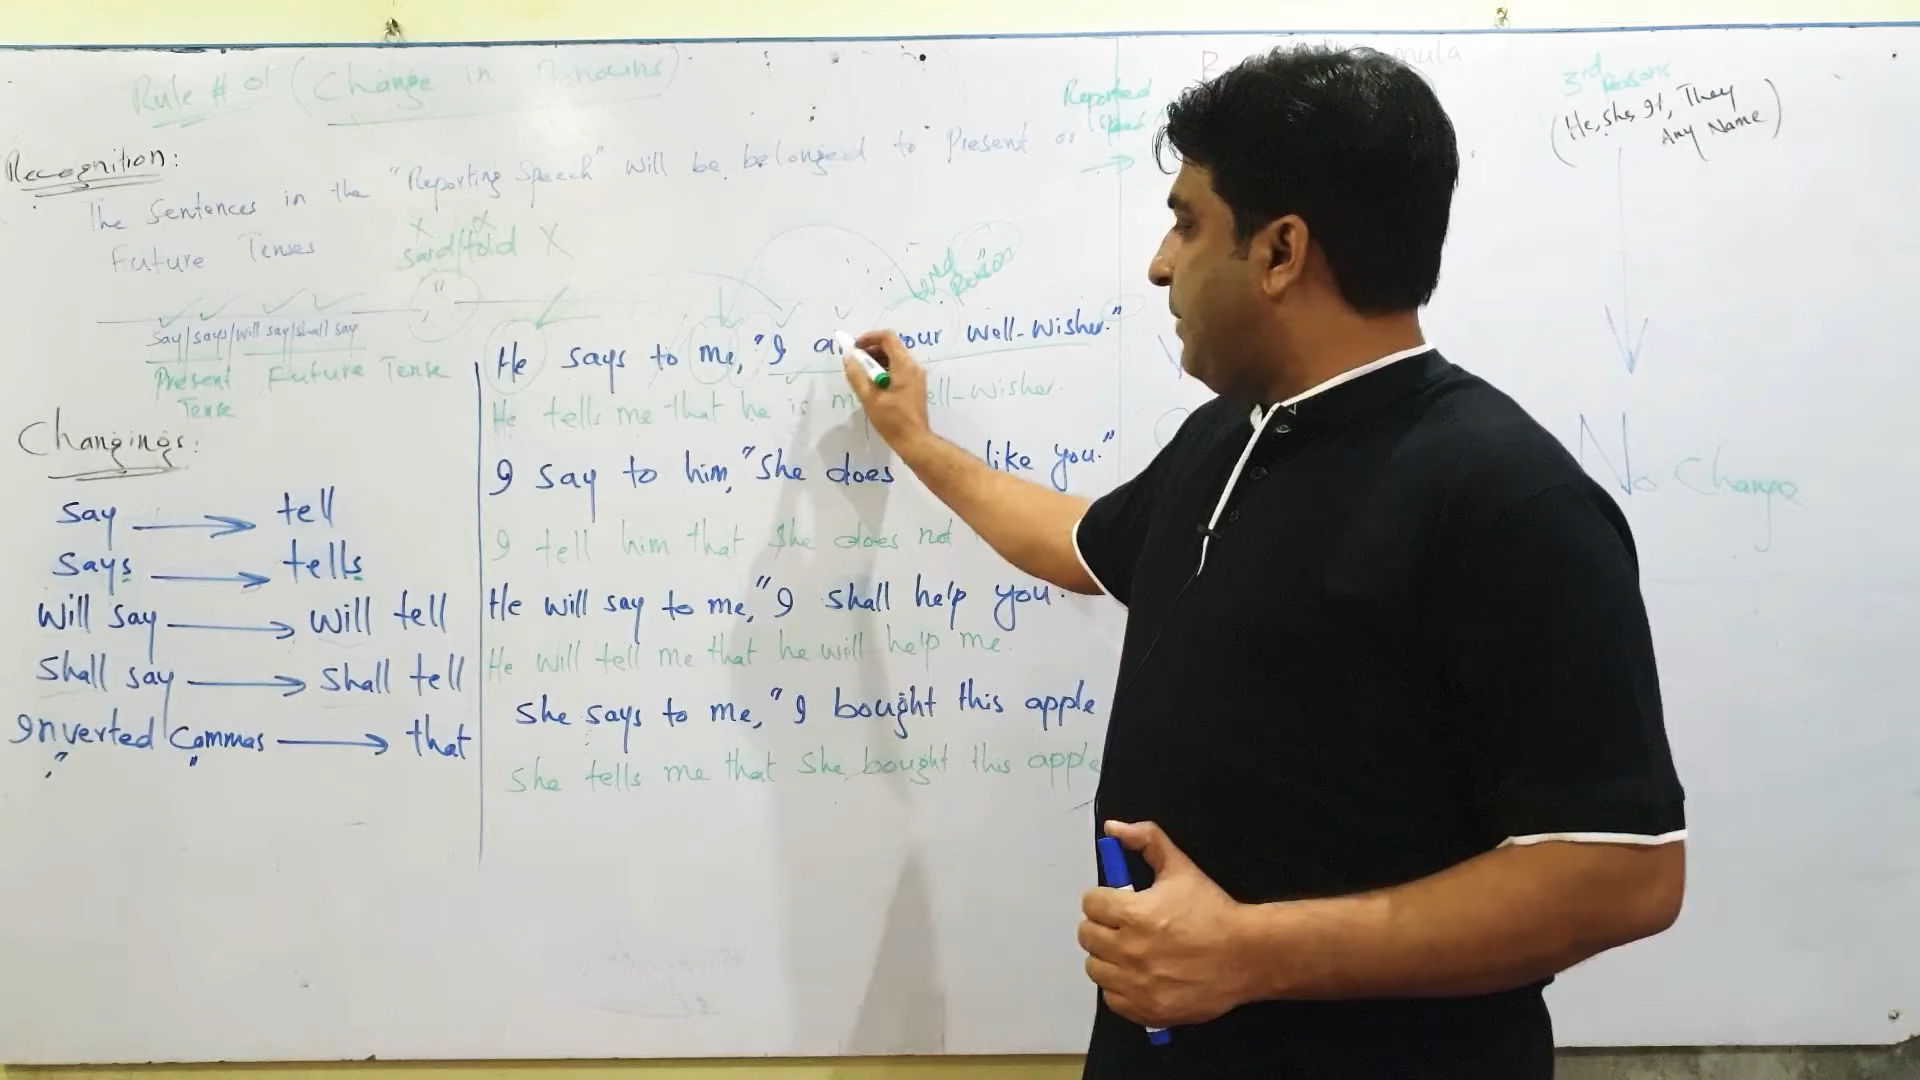 Rule # 01 (Change in Pronouns)
Recognition:
The Sentences in the "Reporting Speech" will be belonged to Present or
Future Tenses
said/told
Say/says/will say/shall say
Present Future Tense
Tense
Changings:
Say → tell
Says → tells
Will say → will tell
Shall say → shall tell
Inverted Commas → that
" "
2nd
Person
He says to me, "I your well-wisher."
He tells me that he is well-wisher.
I say to him, "She does like you."
I tell him that she does not
He will say to me, "I shall help you.
He will tell me that he will help me.
She says to me, "I bought this apple
She tells me that she bought this apple
Reported
Speech
3rd
Persons
(He, She, It, They
Any Name)
No Change